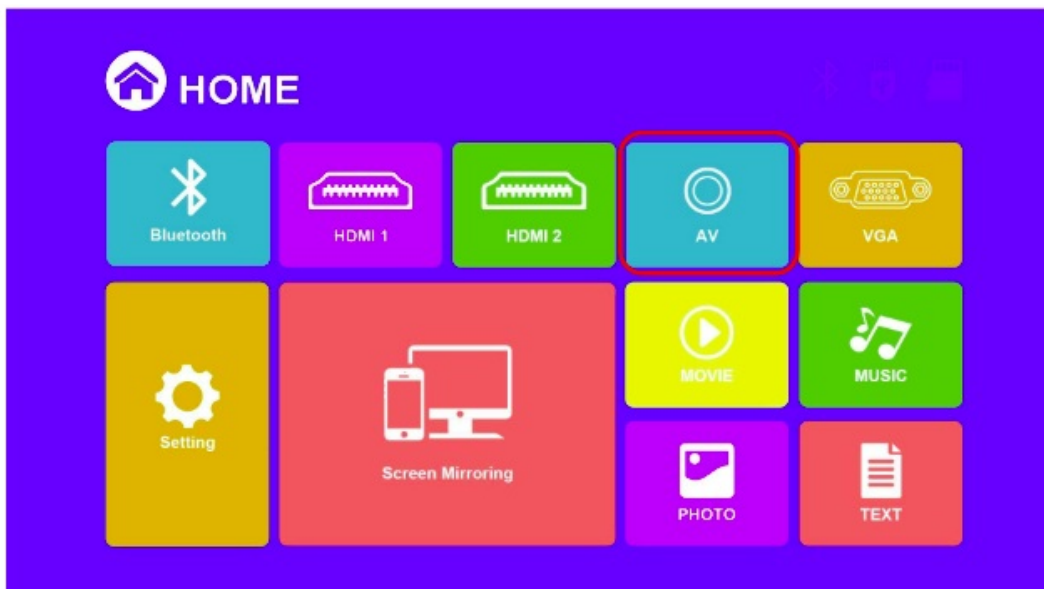 HOME
Bluetooth
HDMI 1
HDMI 2
AV
VGA
Setting
Screen Mirroring
MOVIE
MUSIC
PHOTO
TEXT